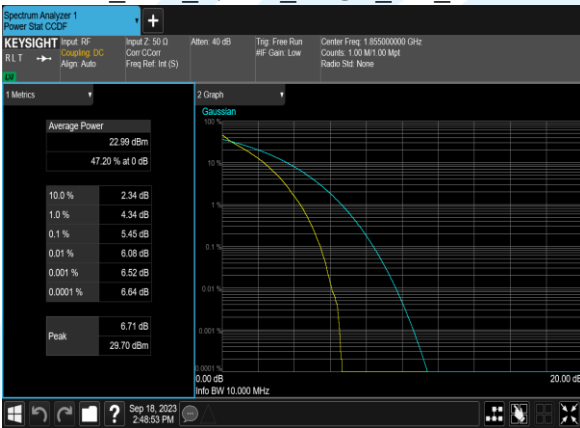 Spectrum Analyzer 1
Power Stat CCDF
+
KEYSIGHT
RLT
LV
Input: RF
Coupling: DC
Align: Auto
Input Z: 50 Ω
Corr CCorr
Freq Ref: Int (S)
Atten: 40 dB
Trig: Free Run
#IF Gain: Low
Center Freq: 1.855000000 GHz
Counts: 1.00 M/1.00 Mpt
Radio Std: None
1 Metrics
Average Power
22.99 dBm
47.20 % at 0 dB
10.0 % 2.34 dB
1.0 % 4.34 dB
0.1 % 5.45 dB
0.01 % 6.08 dB
0.001 % 6.52 dB
0.0001 % 6.64 dB
Peak
6.71 dB
29.70 dBm
2 Graph
Gaussian
100 %
10 %
1 %
0.1 %
0.01 %
0.001 %
0.0001 %
0.00 dB
20.00 dB
Info BW 10.000 MHz
?
Sep 18, 2023
2:48:53 PM